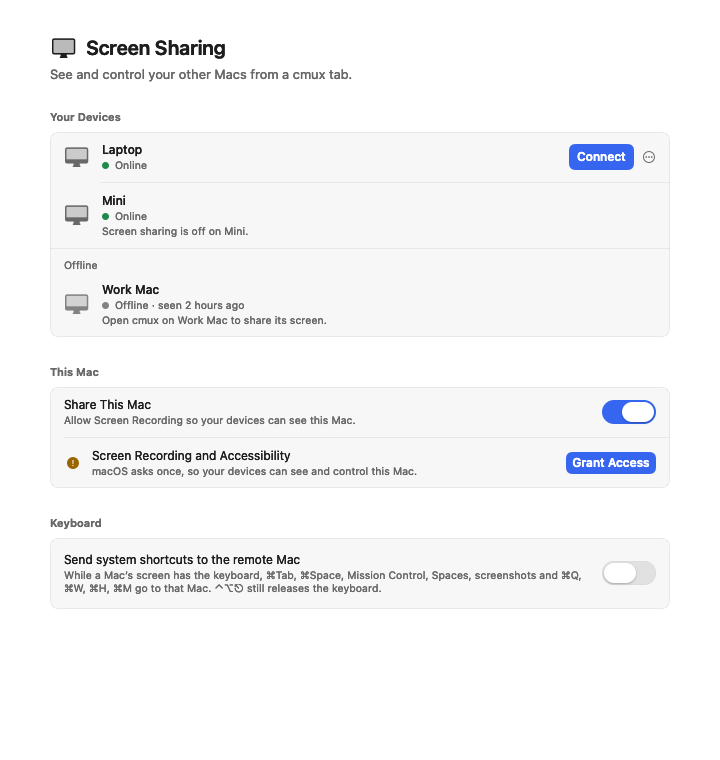 Screen Sharing
See and control your other Macs from a cmux tab.
Your Devices
Laptop
Online
Connect
Mini
Online
Screen sharing is off on Mini.
Offline
Work Mac
Offline · seen 2 hours ago
Open cmux on Work Mac to share its screen.
This Mac
Share This Mac
Allow Screen Recording so your devices can see this Mac.
Screen Recording and Accessibility
macOS asks once, so your devices can see and control this Mac.
Grant Access
Keyboard
Send system shortcuts to the remote Mac
While a Mac’s screen has the keyboard, ⌘Tab, ⌘Space, Mission Control, Spaces, screenshots and ⌘Q,
⌘W, ⌘H, ⌘M go to that Mac. ⌃⌥⎋ still releases the keyboard.